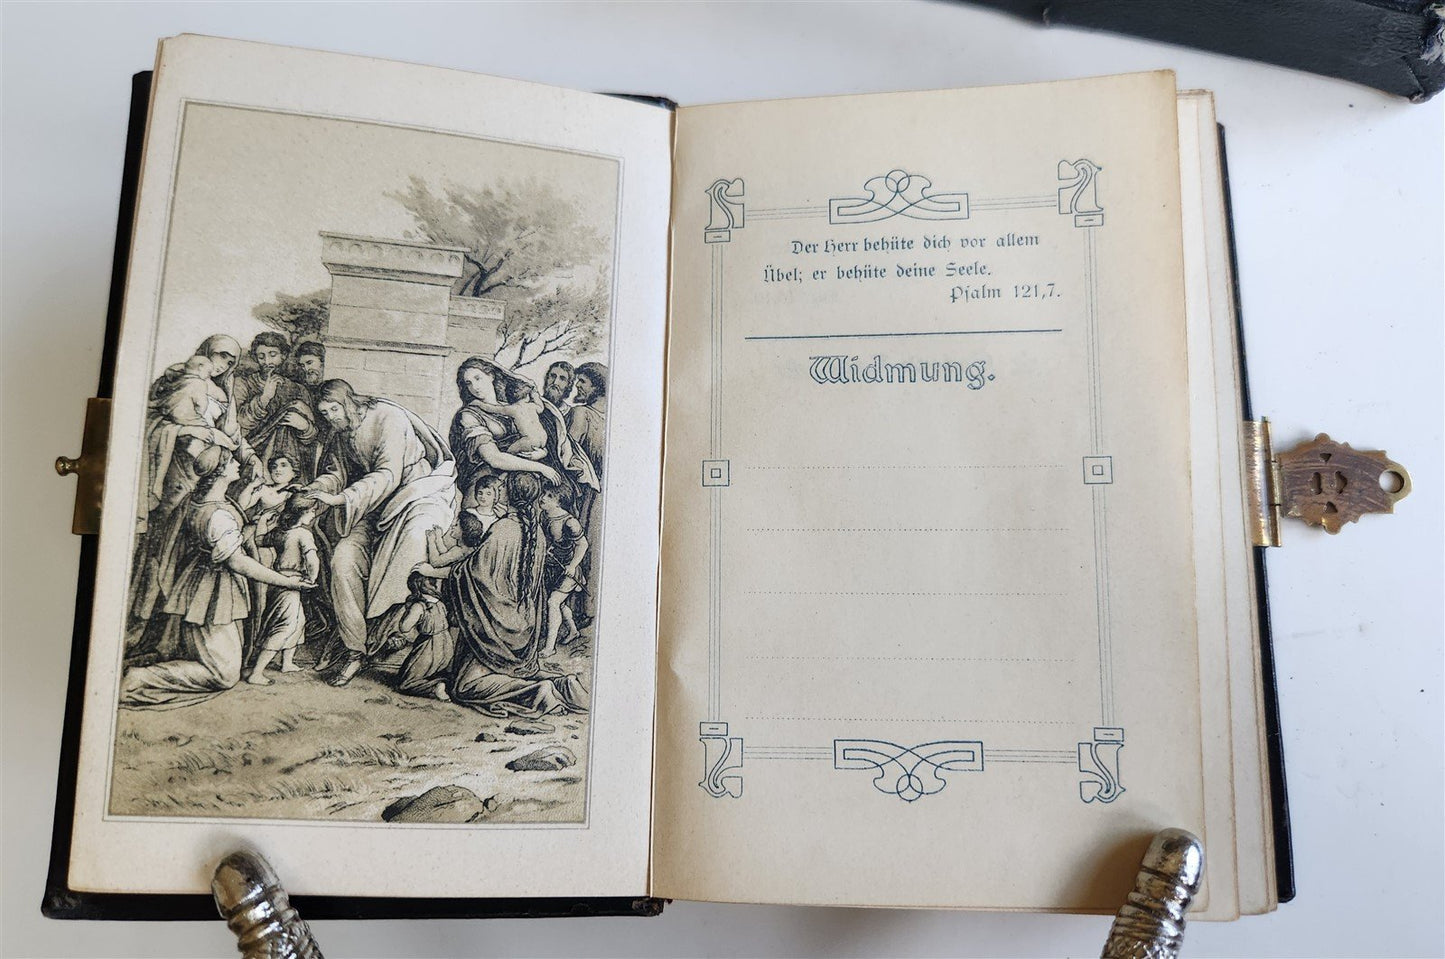 Der Herr behüte dich vor allem
Übel; er behüte deine Seele.
Psalm 121,7.
Widmung.